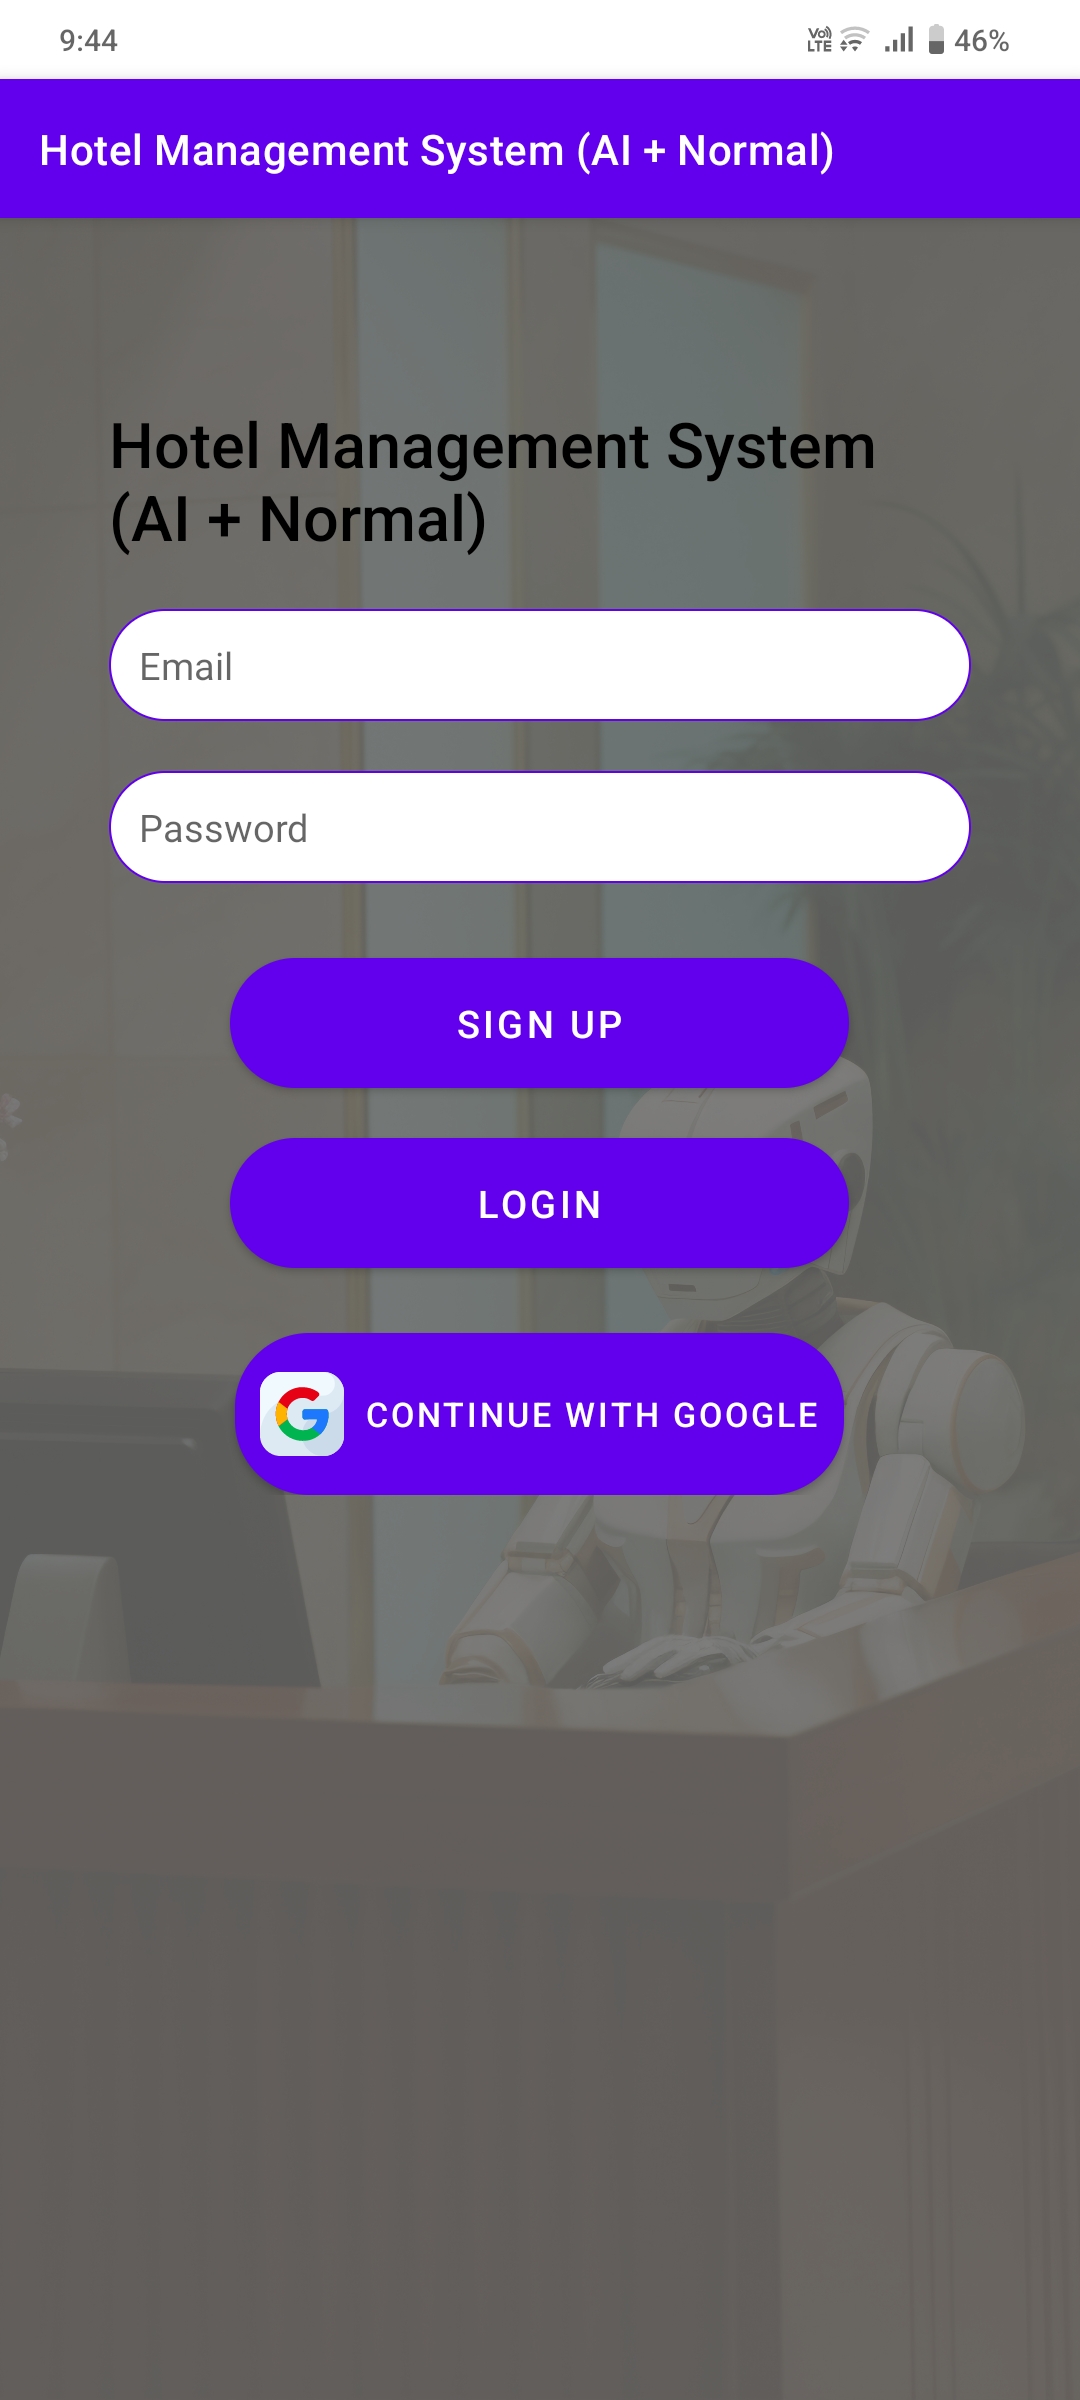 9:44
Vo)) LTE 46%
Hotel Management System (AI + Normal)
Hotel Management System
(AI + Normal)
Email
Password
SIGN UP
LOGIN
CONTINUE WITH GOOGLE